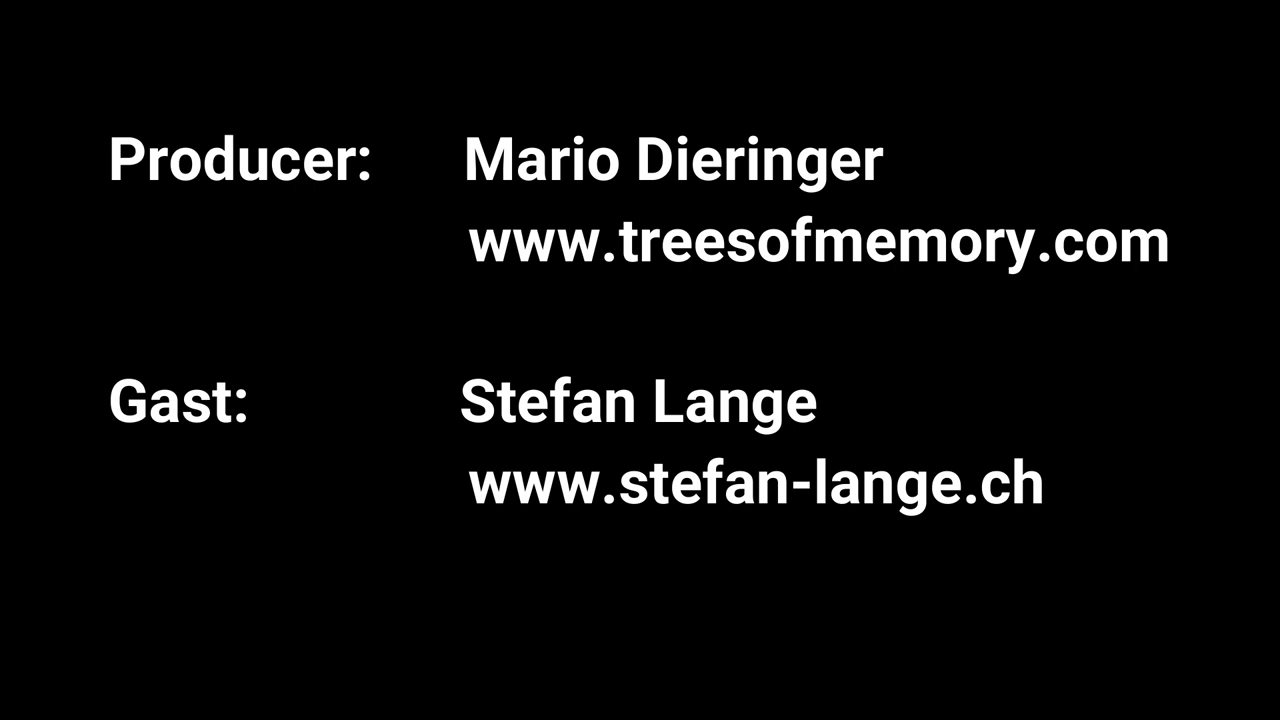 Producer: Mario Dieringer
www.treesofmemory.com
Gast: Stefan Lange
www.stefan-lange.ch